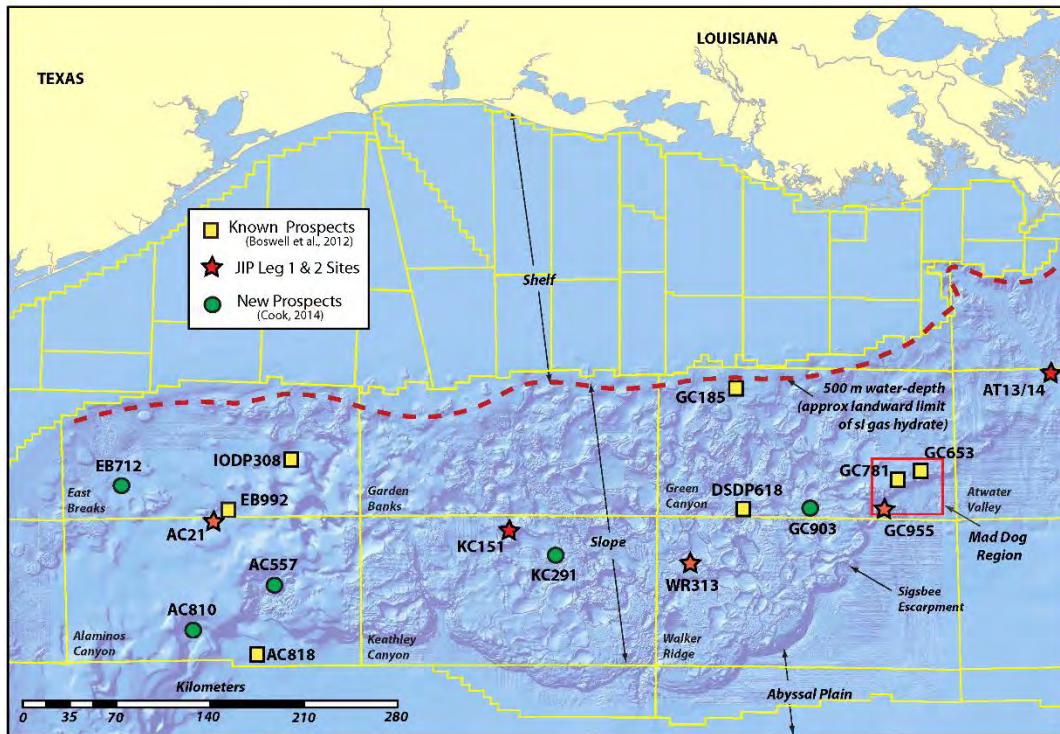 TEXAS
LOUISIANA
Known Prospects
(Boswell et al., 2012)
JIP Leg 1 & 2 Sites
New Prospects
(Cook, 2014)
Shelf
500 m water-depth
(approx landward limit
of sI gas hydrate)
AT13/14
GC185
IODP308
EB712
East
Breaks
EB992
AC21
Garden
Banks
Green
Canyon
DSDP618
GC781
GC653
GC903
GC955
Atwater
Valley
Mad Dog
Region
KC151
KC291
Slope
WR313
Sigsbee
Escarpment
AC557
AC810
AC818
Alaminos
Canyon
Keathley
Canyon
Walker
Ridge
Abyssal Plain
Kilometers
0 35 70 140 210 280